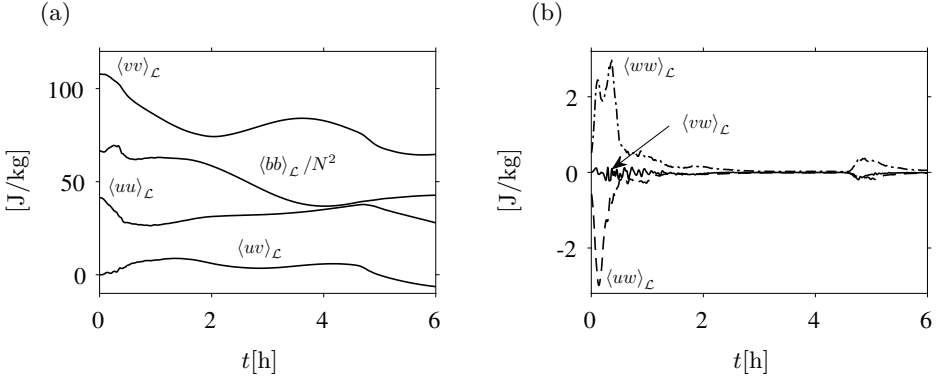 (a)
⟨vv⟩_ℒ
100
⟨bb⟩_ℒ /N²
[J/kg]
50
⟨uu⟩_ℒ
⟨uv⟩_ℒ
0
0 2 4 6
t[h]
(b)
⟨ww⟩_ℒ
2
⟨vw⟩_ℒ
[J/kg]
0
-2
⟨uw⟩_ℒ
0 2 4 6
t[h]